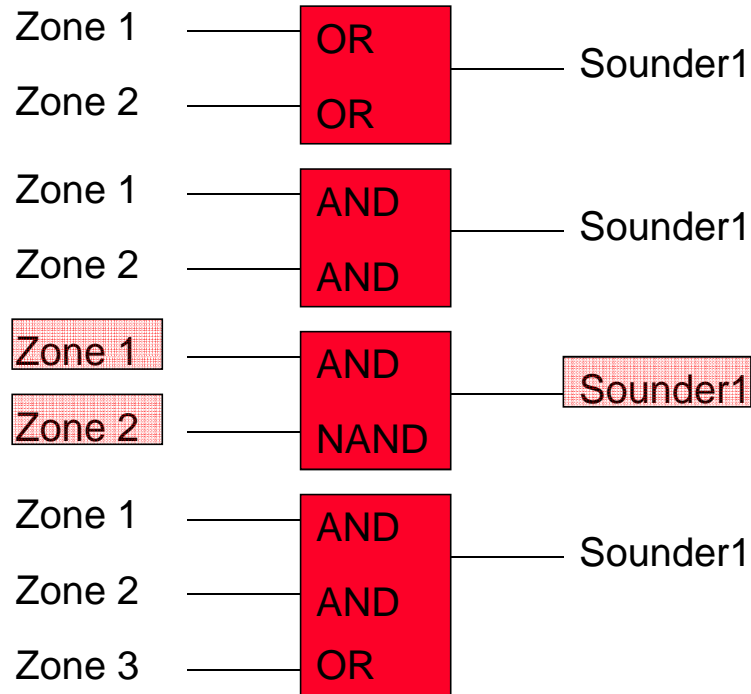 Zone 1
OR
Sounder1
Zone 2
OR
Zone 1
AND
Sounder1
Zone 2
AND
Zone 1
AND
Sounder1
Zone 2
NAND
Zone 1
AND
Sounder1
Zone 2
AND
Zone 3
OR